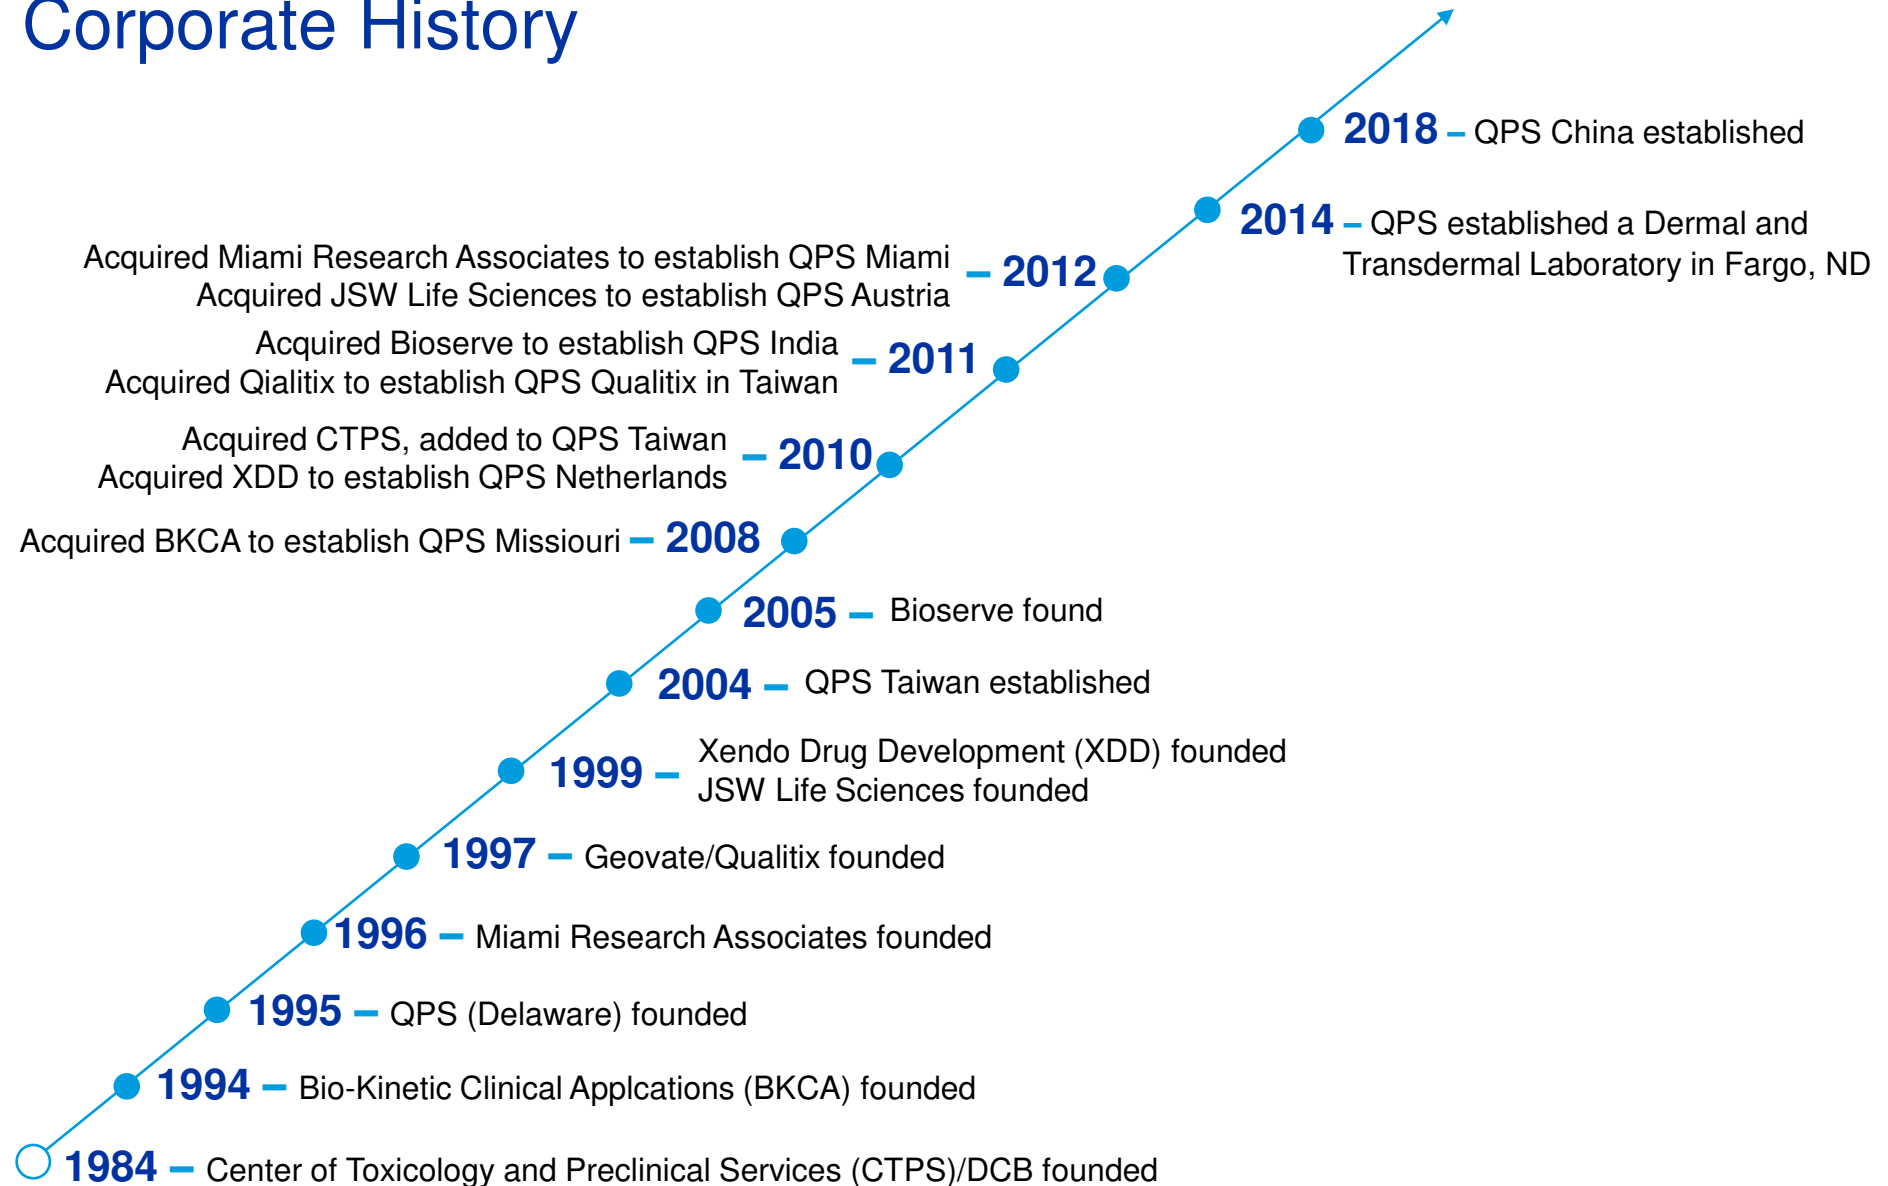 Corporate History
2018 – QPS China established
2014 – QPS established a Dermal and
Transdermal Laboratory in Fargo, ND
Acquired Miami Research Associates to establish QPS Miami
Acquired JSW Life Sciences to establish QPS Austria
– 2012
Acquired Bioserve to establish QPS India
Acquired Qialitix to establish QPS Qualitix in Taiwan
– 2011
Acquired CTPS, added to QPS Taiwan
Acquired XDD to establish QPS Netherlands
– 2010
Acquired BKCA to establish QPS Missiouri – 2008
2005 – Bioserve found
2004 – QPS Taiwan established
1999 –
Xendo Drug Development (XDD) founded
JSW Life Sciences founded
1997 – Geovate/Qualitix founded
1996 – Miami Research Associates founded
1995 – QPS (Delaware) founded
1994 – Bio-Kinetic Clinical Applcations (BKCA) founded
1984 – Center of Toxicology and Preclinical Services (CTPS)/DCB founded